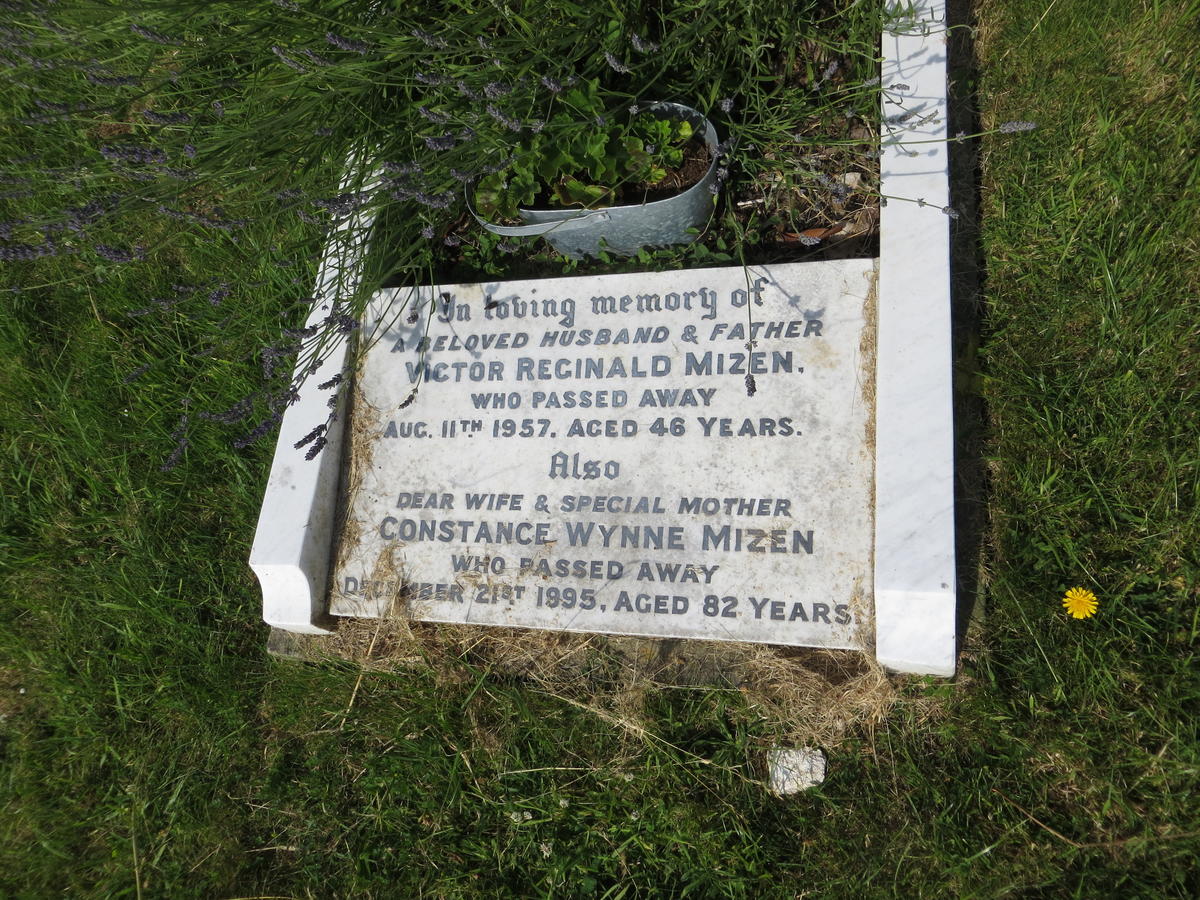 In loving memory of
A BELOVED HUSBAND & FATHER
VICTOR REGINALD MIZEN,
WHO PASSED AWAY
AUG. 11TH 1957, AGED 46 YEARS.
Also
DEAR WIFE & SPECIAL MOTHER
CONSTANCE WYNNE MIZEN
WHO PASSED AWAY
DECEMBER 21ST 1995, AGED 82 YEARS.